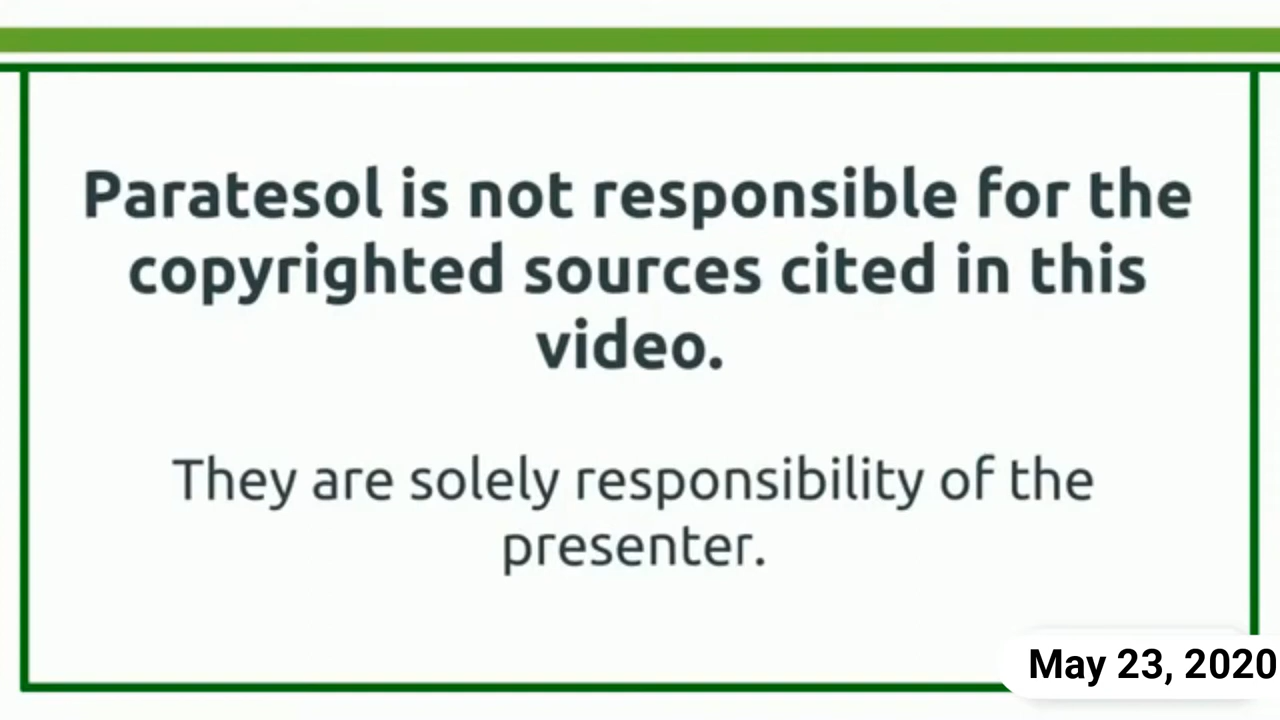 Paratesol is not responsible for the
copyrighted sources cited in this
video.
They are solely responsibility of the
presenter.
May 23, 2020